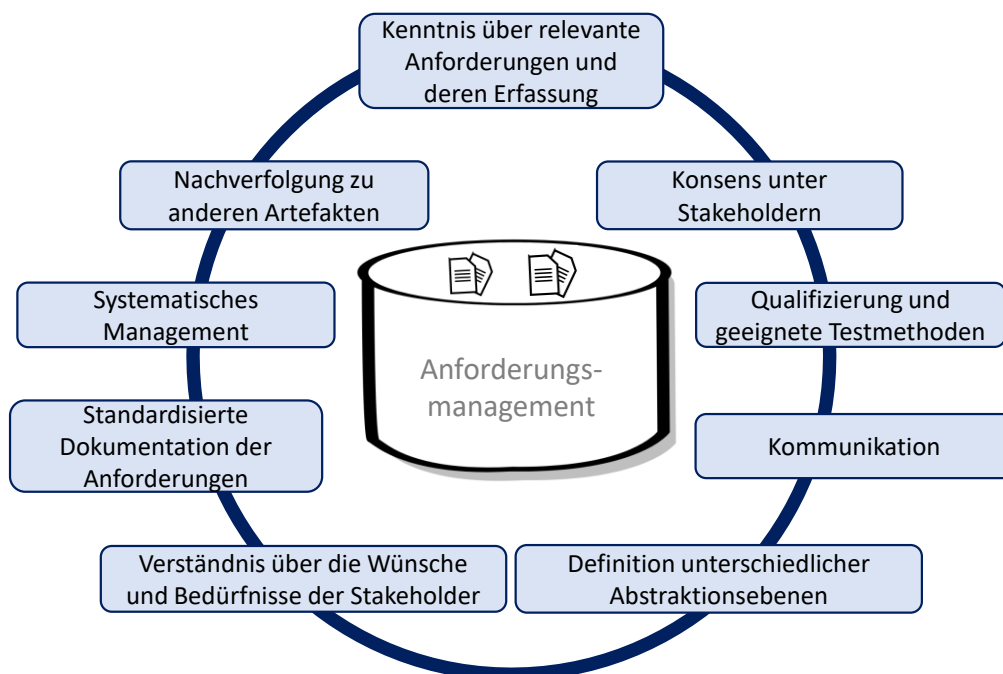 Kenntnis über relevante
Anforderungen und
deren Erfassung
Nachverfolgung zu
anderen Artefakten
Konsens unter
Stakeholdern
Systematisches
Management
Qualifizierung und
geeignete Testmethoden
Anforderungs-
management
Standardisierte
Dokumentation der
Anforderungen
Kommunikation
Verständnis über die Wünsche
und Bedürfnisse der Stakeholder
Definition unterschiedlicher
Abstraktionsebenen